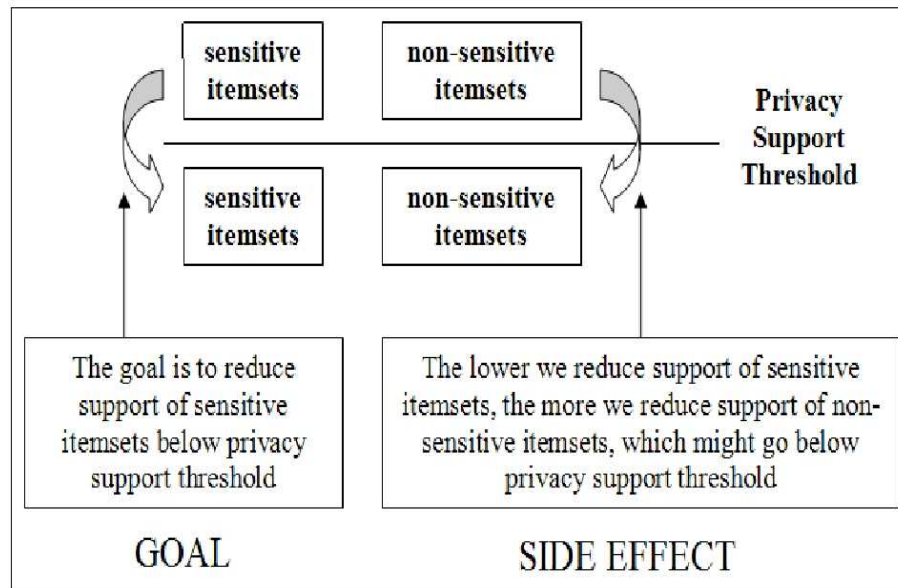 sensitive
itemsets
non-sensitive
itemsets
Privacy
Support
Threshold
sensitive
itemsets
non-sensitive
itemsets
The goal is to reduce
support of sensitive
itemsets below privacy
support threshold
The lower we reduce support of sensitive
itemsets, the more we reduce support of non-
sensitive itemsets, which might go below
privacy support threshold
GOAL
SIDE EFFECT